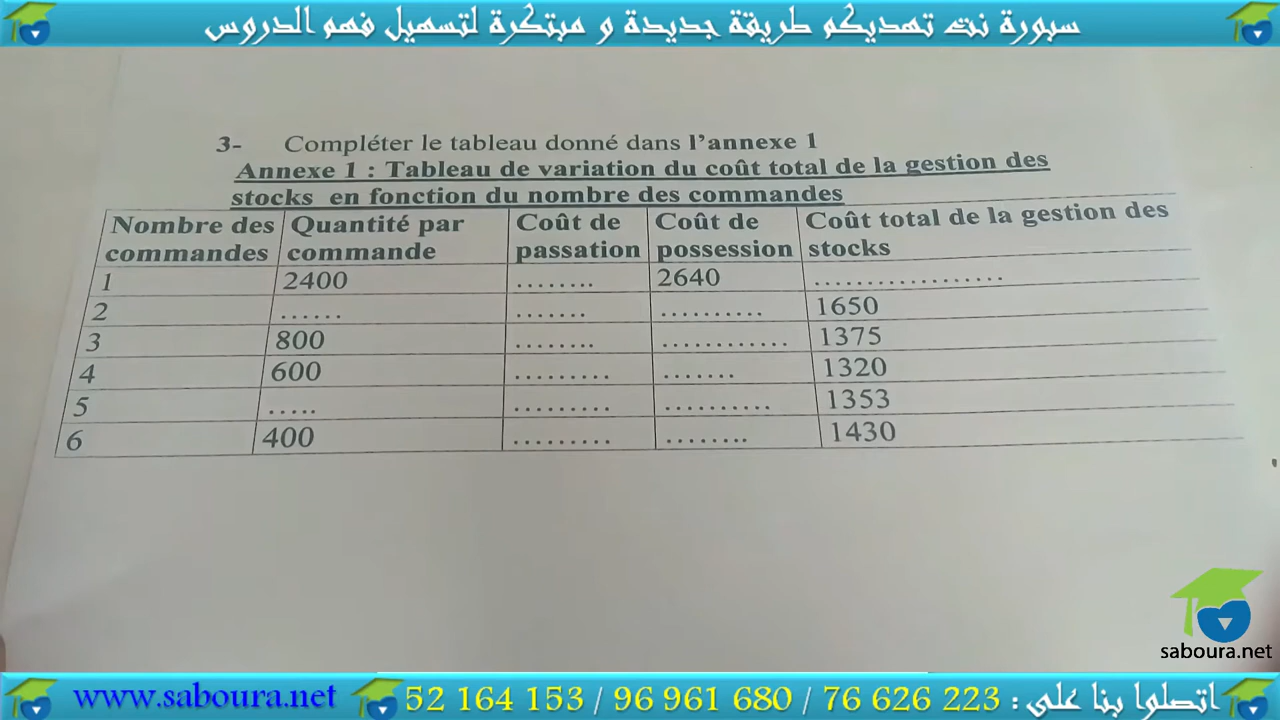 سبورة نت تهديكم طريقة جديدة و مبتكرة لتسهيل فهم الدروس
3- Compléter le tableau donné dans l'annexe 1
Annexe 1 : Tableau de variation du coût total de la gestion des
stocks en fonction du nombre des commandes
Nombre des commandes | Quantité par commande | Coût de passation | Coût de possession | Coût total de la gestion des stocks
1 | 2400 | ........ | 2640 | ..................
2 | ...... | ....... | .......... | 1650
3 | 800 | ........ | ............ | 1375
4 | 600 | ......... | ....... | 1320
5 | ..... | ......... | .......... | 1353
6 | 400 | ......... | ........ | 1430
saboura.net
www.saboura.net 52 164 153 / 96 961 680 / 76 626 223 : اتصلوا بنا على